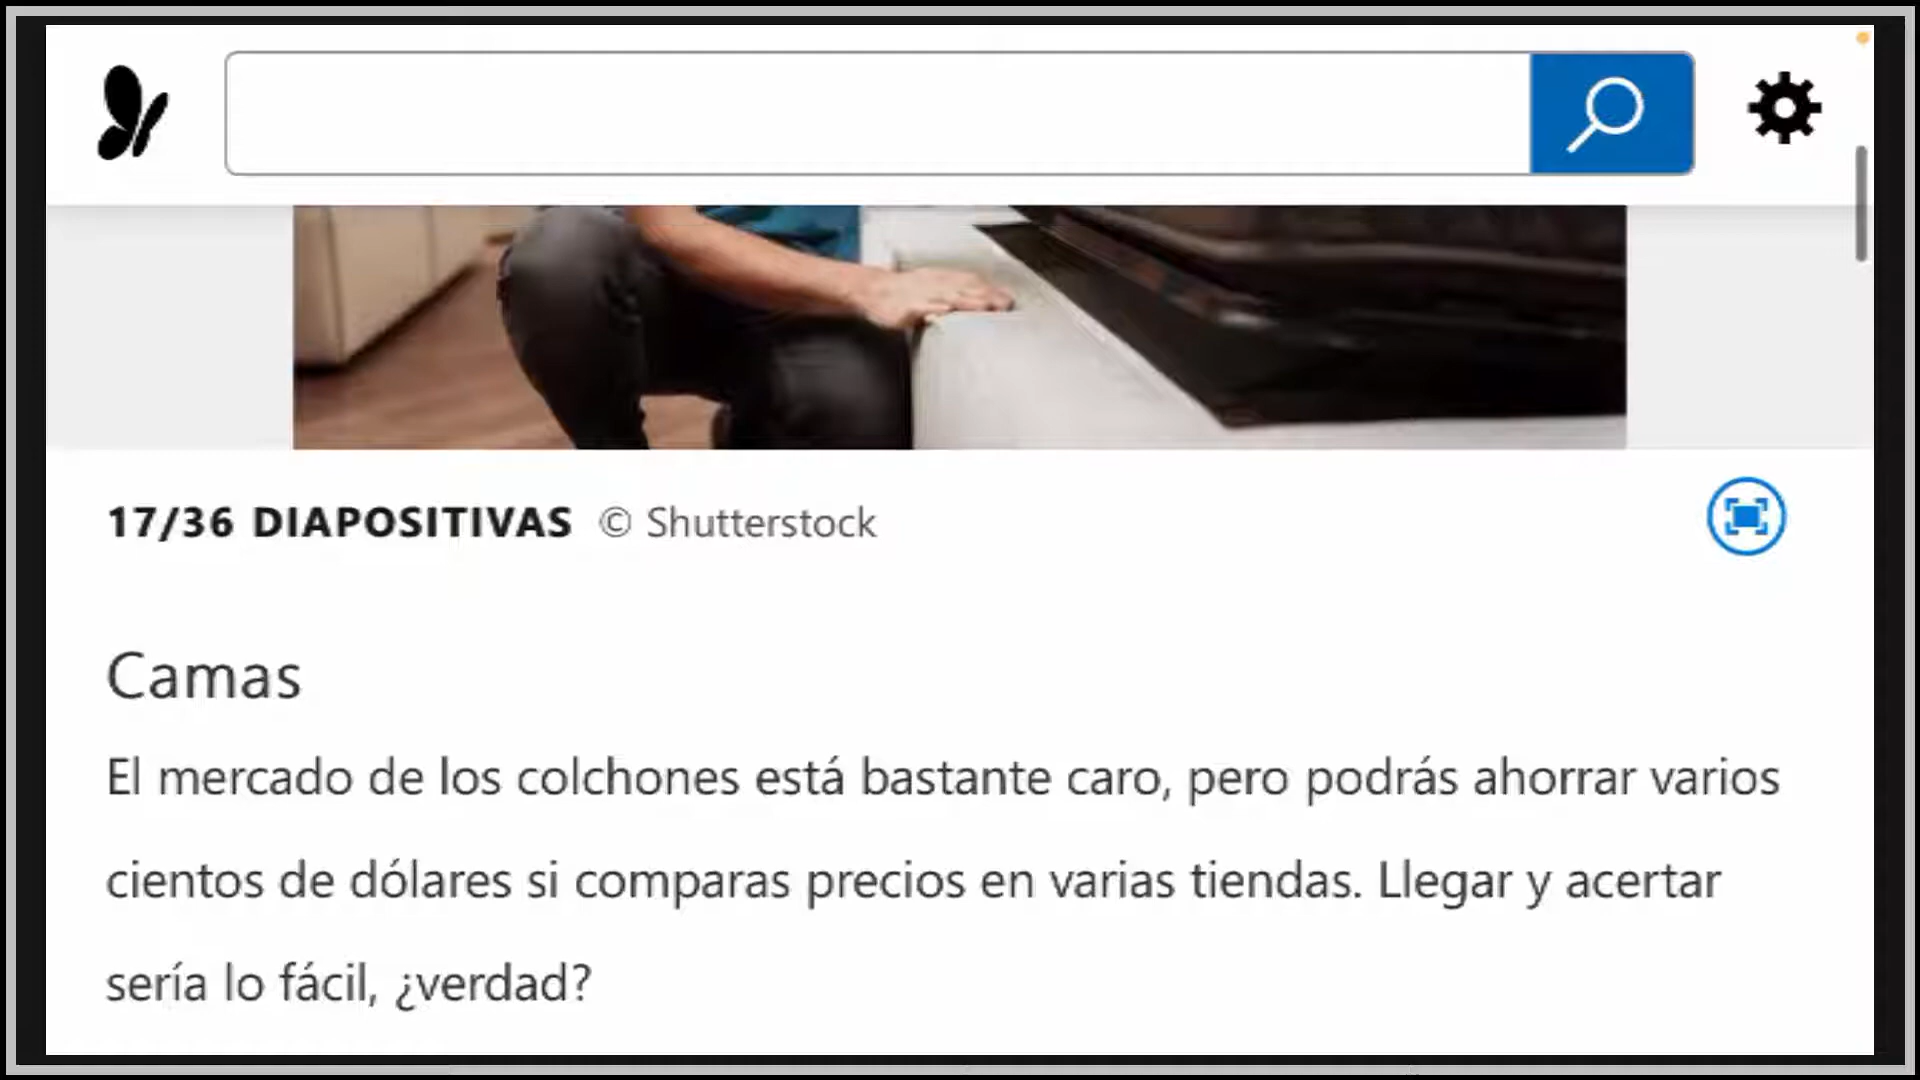 17/36 DIAPOSITIVAS © Shutterstock
Camas
El mercado de los colchones está bastante caro, pero podrás ahorrar varios
cientos de dólares si comparas precios en varias tiendas. Llegar y acertar
sería lo fácil, ¿verdad?